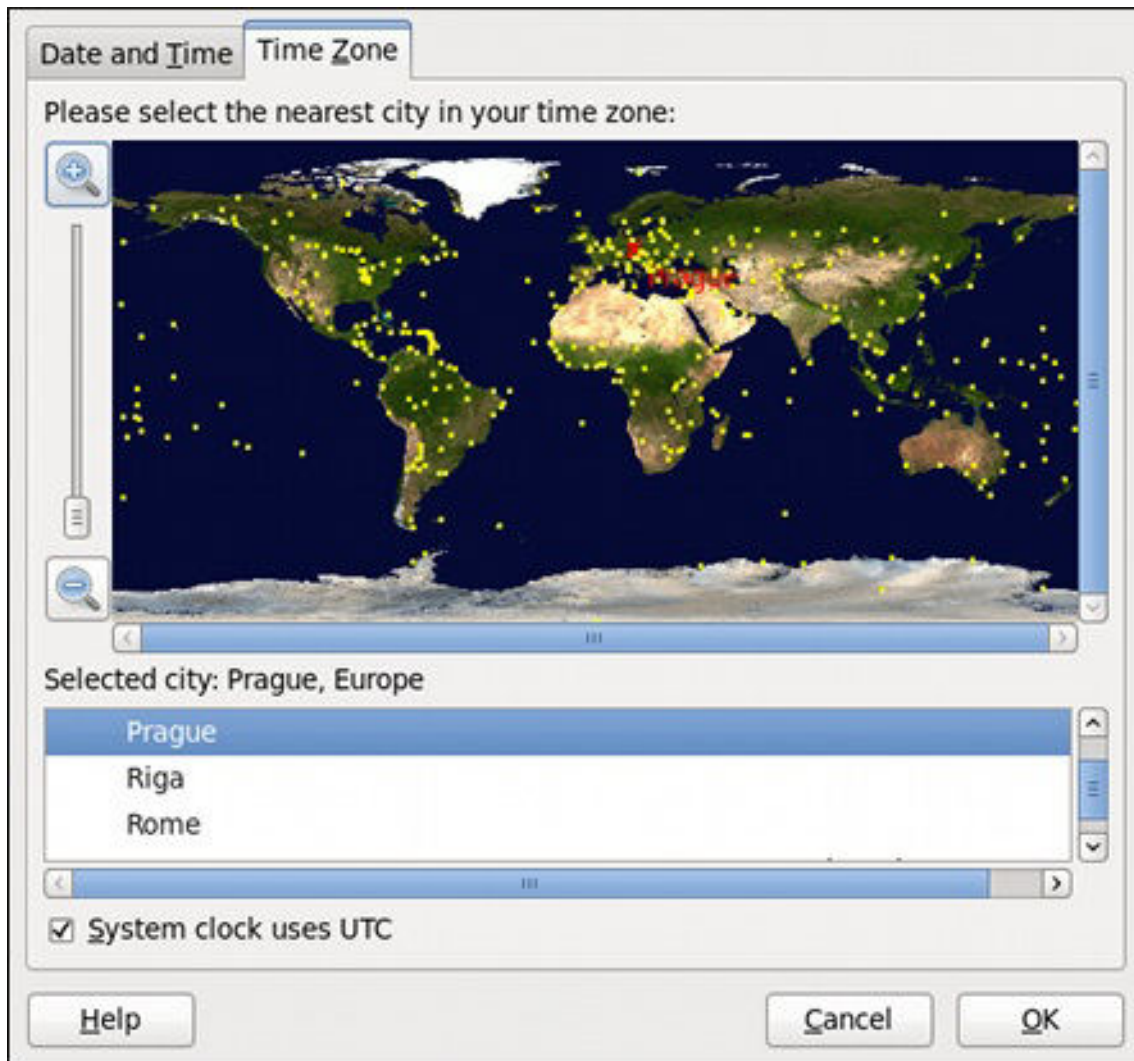 Date and Time
Time Zone
Please select the nearest city in your time zone:
Prague
Selected city: Prague, Europe
Prague
Riga
Rome
System clock uses UTC
Help
Cancel
OK